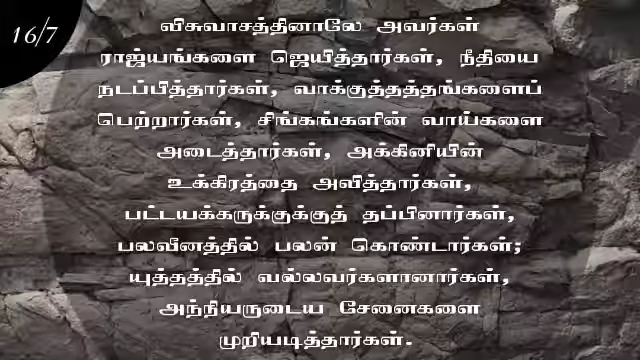 16/7
விசுவாசத்தினாலே அவர்கள்
ராஜ்யங்களை ஜெயித்தார்கள், நீதியை
நடப்பித்தார்கள், வாக்குத்தத்தங்களைப்
பெற்றார்கள், சிங்கங்களின் வாய்களை
அடைத்தார்கள், அக்கினியின்
உக்கிரத்தை அவித்தார்கள்,
பட்டயக்கருக்குக்குத் தப்பினார்கள்,
பலவீனத்தில் பலன் கொண்டார்கள்;
யுத்தத்தில் வல்லவர்களானார்கள்,
அந்நியருடைய சேனைகளை
முறியடித்தார்கள்.